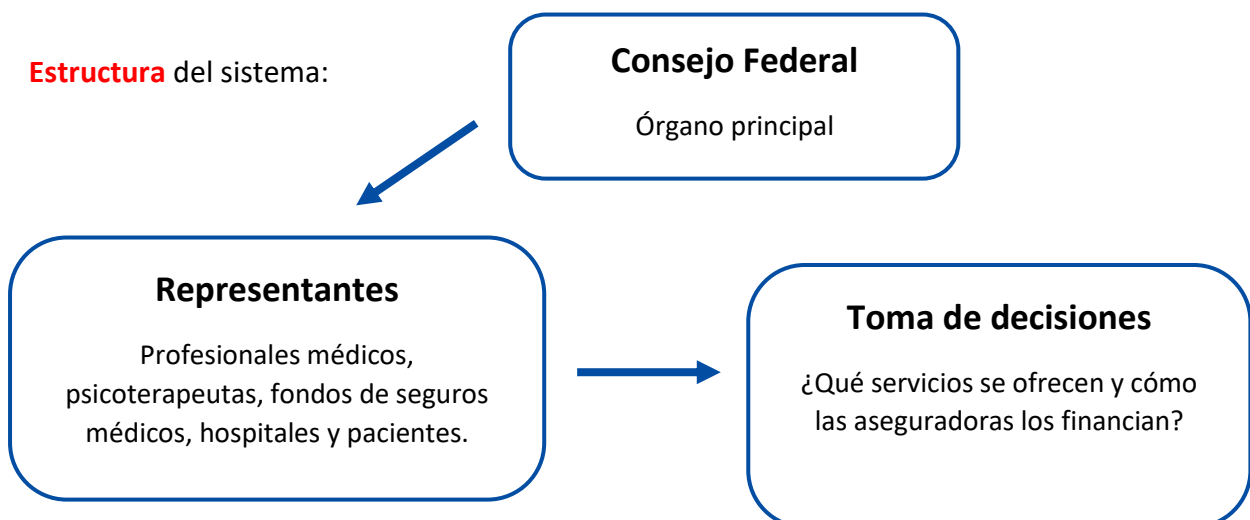 Estructura del sistema:
Consejo Federal
Órgano principal
Representantes
Profesionales médicos,
psicoterapeutas, fondos de seguros
médicos, hospitales y pacientes.
Toma de decisiones
¿Qué servicios se ofrecen y cómo
las aseguradoras los financian?